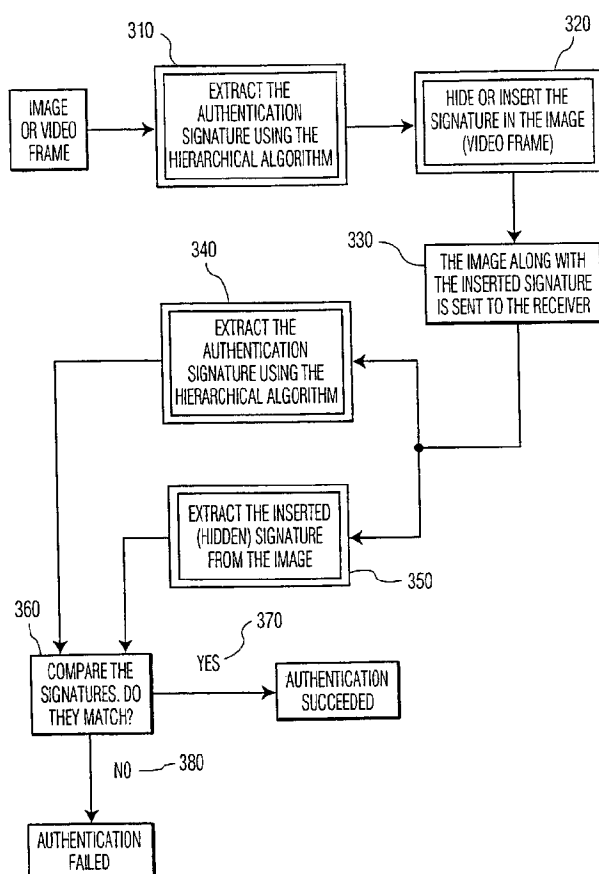 310
320
IMAGE
OR VIDEO
FRAME
EXTRACT THE
AUTHENTICATION
SIGNATURE USING THE
HIERARCHICAL ALGORITHM
HIDE OR INSERT THE
SIGNATURE IN THE IMAGE
(VIDEO FRAME)
330
THE IMAGE ALONG WITH
THE INSERTED SIGNATURE
IS SENT TO THE RECEIVER
340
EXTRACT THE
AUTHENTICATION
SIGNATURE USING THE
HIERARCHICAL ALGORITHM
EXTRACT THE INSERTED
(HIDDEN) SIGNATURE
FROM THE IMAGE
350
360
COMPARE THE
SIGNATURES. DO
THEY MATCH?
370
YES
AUTHENTICATION
SUCCEEDED
NO
380
AUTHENTICATION
FAILED